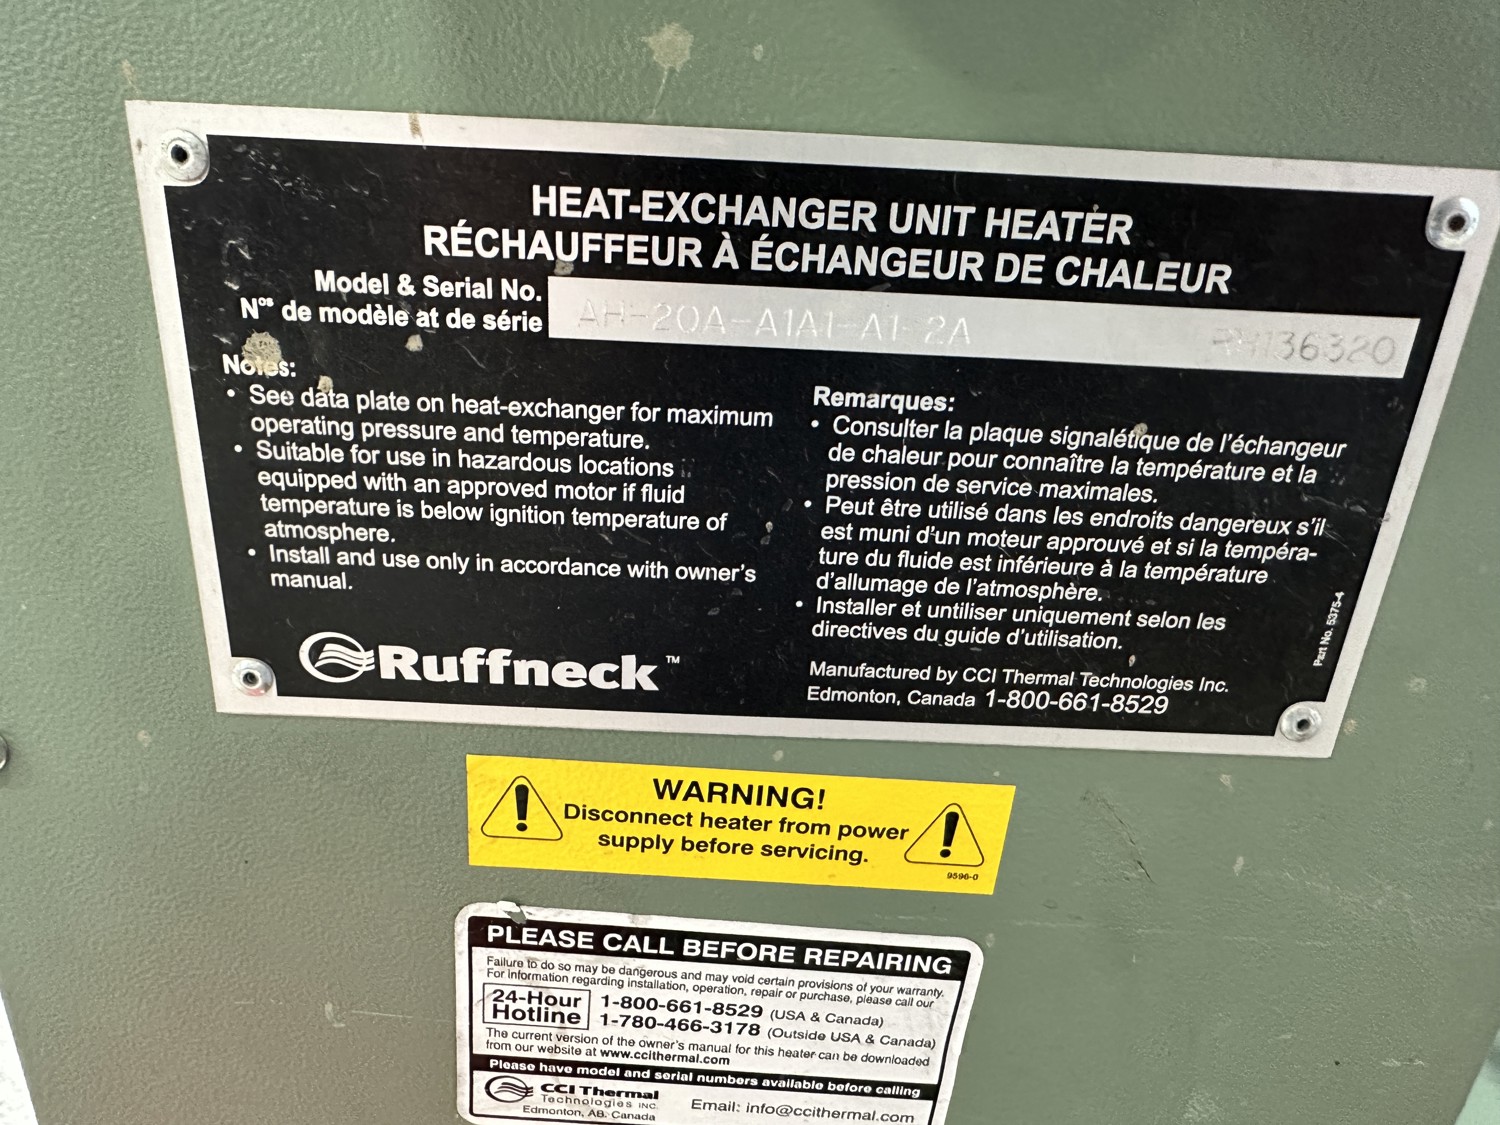 HEAT-EXCHANGER UNIT HEATER
RÉCHAUFFEUR À ÉCHANGEUR DE CHALEUR
Model & Serial No.
Nos de modèle at de série
AH-20A-A1A1-A1-2A
Notes:
• See data plate on heat-exchanger for maximum
operating pressure and temperature.
• Suitable for use in hazardous locations
equipped with an approved motor if fluid
temperature is below ignition temperature of
atmosphere.
• Install and use only in accordance with owner's
manual.
Remarques:
• Consulter la plaque signalétique de l'échangeur
de chaleur pour connaître la température et la
pression de service maximales.
• Peut être utilisé dans les endroits dangereux s'il
est muni d'un moteur approuvé et si la tempéra-
ture du fluide est inférieure à la température
d'allumage de l'atmosphère.
• Installer et untiliser uniquement selon les
directives du guide d'utilisation.
Ruffneck™
Manufactured by CCI Thermal Technologies Inc.
Edmonton, Canada 1-800-661-8529
Part No. 5375-4
WARNING!
Disconnect heater from power
supply before servicing.
9596-0
PLEASE CALL BEFORE REPAIRING
Failure to do so may be dangerous and may void certain provisions of your warranty.
For information regarding installation, operation, repair or purchase, please call our
24-Hour
Hotline
1-800-661-8529 (USA & Canada)
1-780-466-3178 (Outside USA & Canada)
The current version of the owner's manual for this heater can be downloaded
from our website at www.ccithermal.com
Please have model and serial numbers available before calling
CCI Thermal
Technologies INC.
Edmonton, AB. Canada
Email: info@ccithermal.com